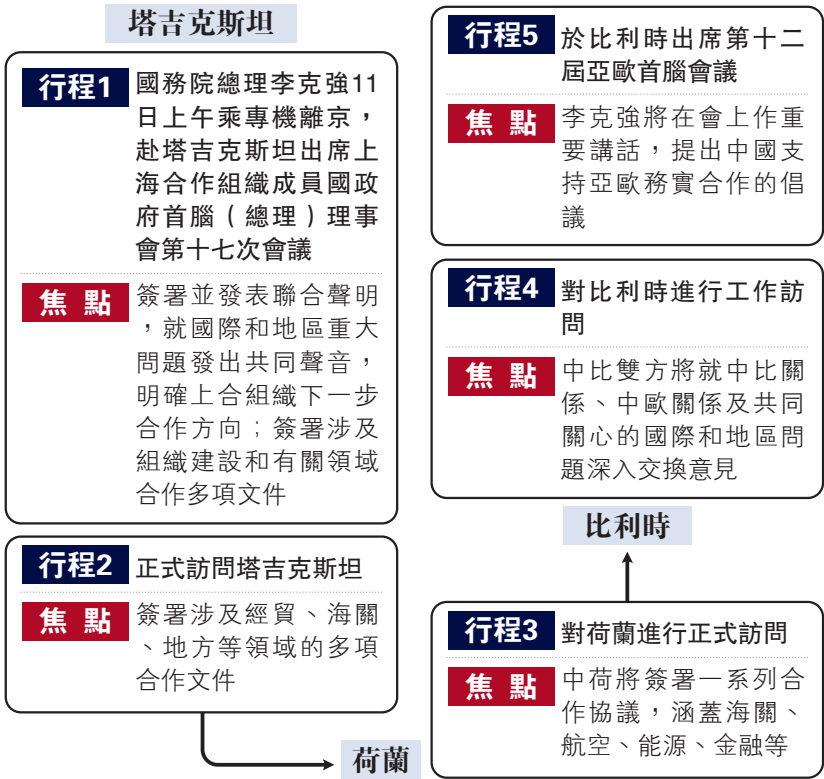 塔吉克斯坦
行程1 國務院總理李克強11
日上午乘專機離京，
赴塔吉克斯坦出席上
海合作組織成員國政
府首腦（總理）理事
會第十七次會議
焦點 簽署並發表聯合聲明
，就國際和地區重大
問題發出共同聲音，
明確上合組織下一步
合作方向；簽署涉及
組織建設和有關領域
合作多項文件
行程2 正式訪問塔吉克斯坦
焦點 簽署涉及經貿、海關
、地方等領域的多項
合作文件
荷蘭
行程3 對荷蘭進行正式訪問
焦點 中荷將簽署一系列合
作協議，涵蓋海關、
航空、能源、金融等
比利時
行程4 對比利時進行工作訪
問
焦點 中比雙方將就中比關
係、中歐關係及共同
關心的國際和地區問
題深入交換意見
行程5 於比利時出席第十二
屆亞歐首腦會議
焦點 李克強將在會上作重
要講話，提出中國支
持亞歐務實合作的倡
議